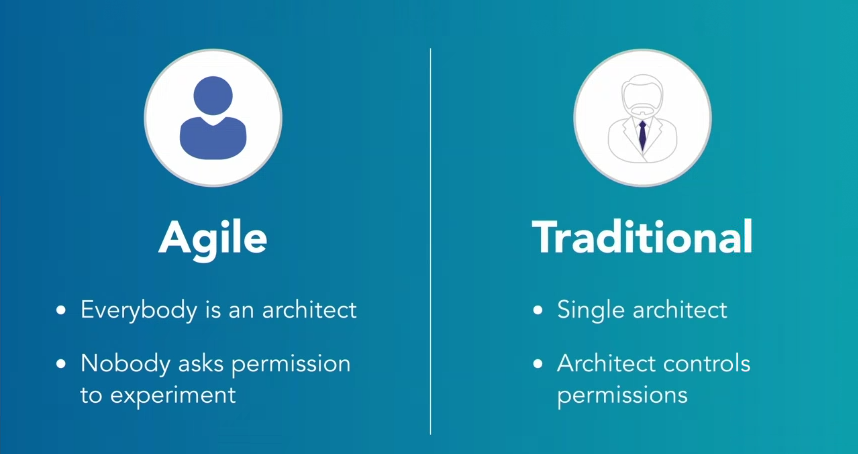 Agile
• Everybody is an architect
• Nobody asks permission
to experiment
Traditional
• Single architect
• Architect controls
permissions